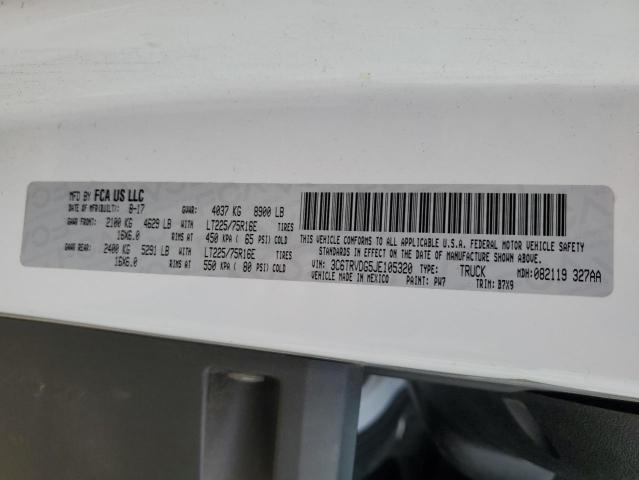 MFD BY FCA US LLC
DATE OF MFR(BUILT): 8-17 GVWR: 4037 KG 8900 LB
GAWR FRONT: 2100 KG 4629 LB WITH LT225/75R16E TIRES
16X6.0 RIMS AT 450 KPA ( 65 PSI) COLD
GAWR REAR: 2400 KG 5291 LB WITH LT225/75R16E TIRES
16X6.0 RIMS AT 550 KPA ( 80 PSI) COLD
THIS VEHICLE CONFORMS TO ALL APPLICABLE U.S.A. FEDERAL MOTOR VEHICLE SAFETY
STANDARDS IN EFFECT ON THE DATE OF MANUFACTURE SHOWN ABOVE.
VIN: 3C6TRVDG5JE105320 TYPE: TRUCK MDH: 082119 327AA
MADE IN MEXICO PAINT: PW7 TRIM: B7X9